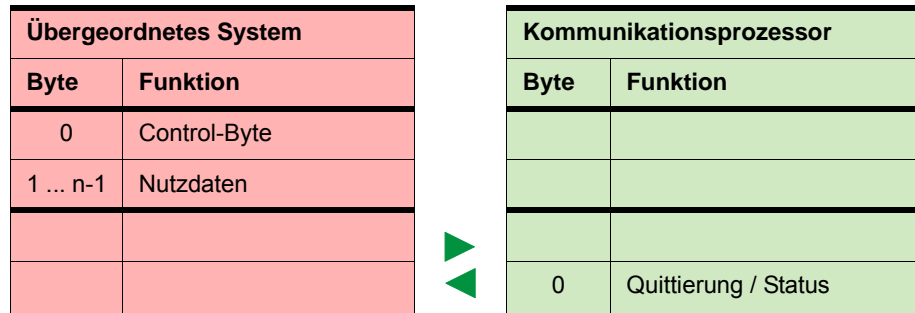 Übergeordnetes System
Byte Funktion
0 Control-Byte
1 ... n-1 Nutzdaten
Kommunikationsprozessor
Byte Funktion
0 Quittierung / Status